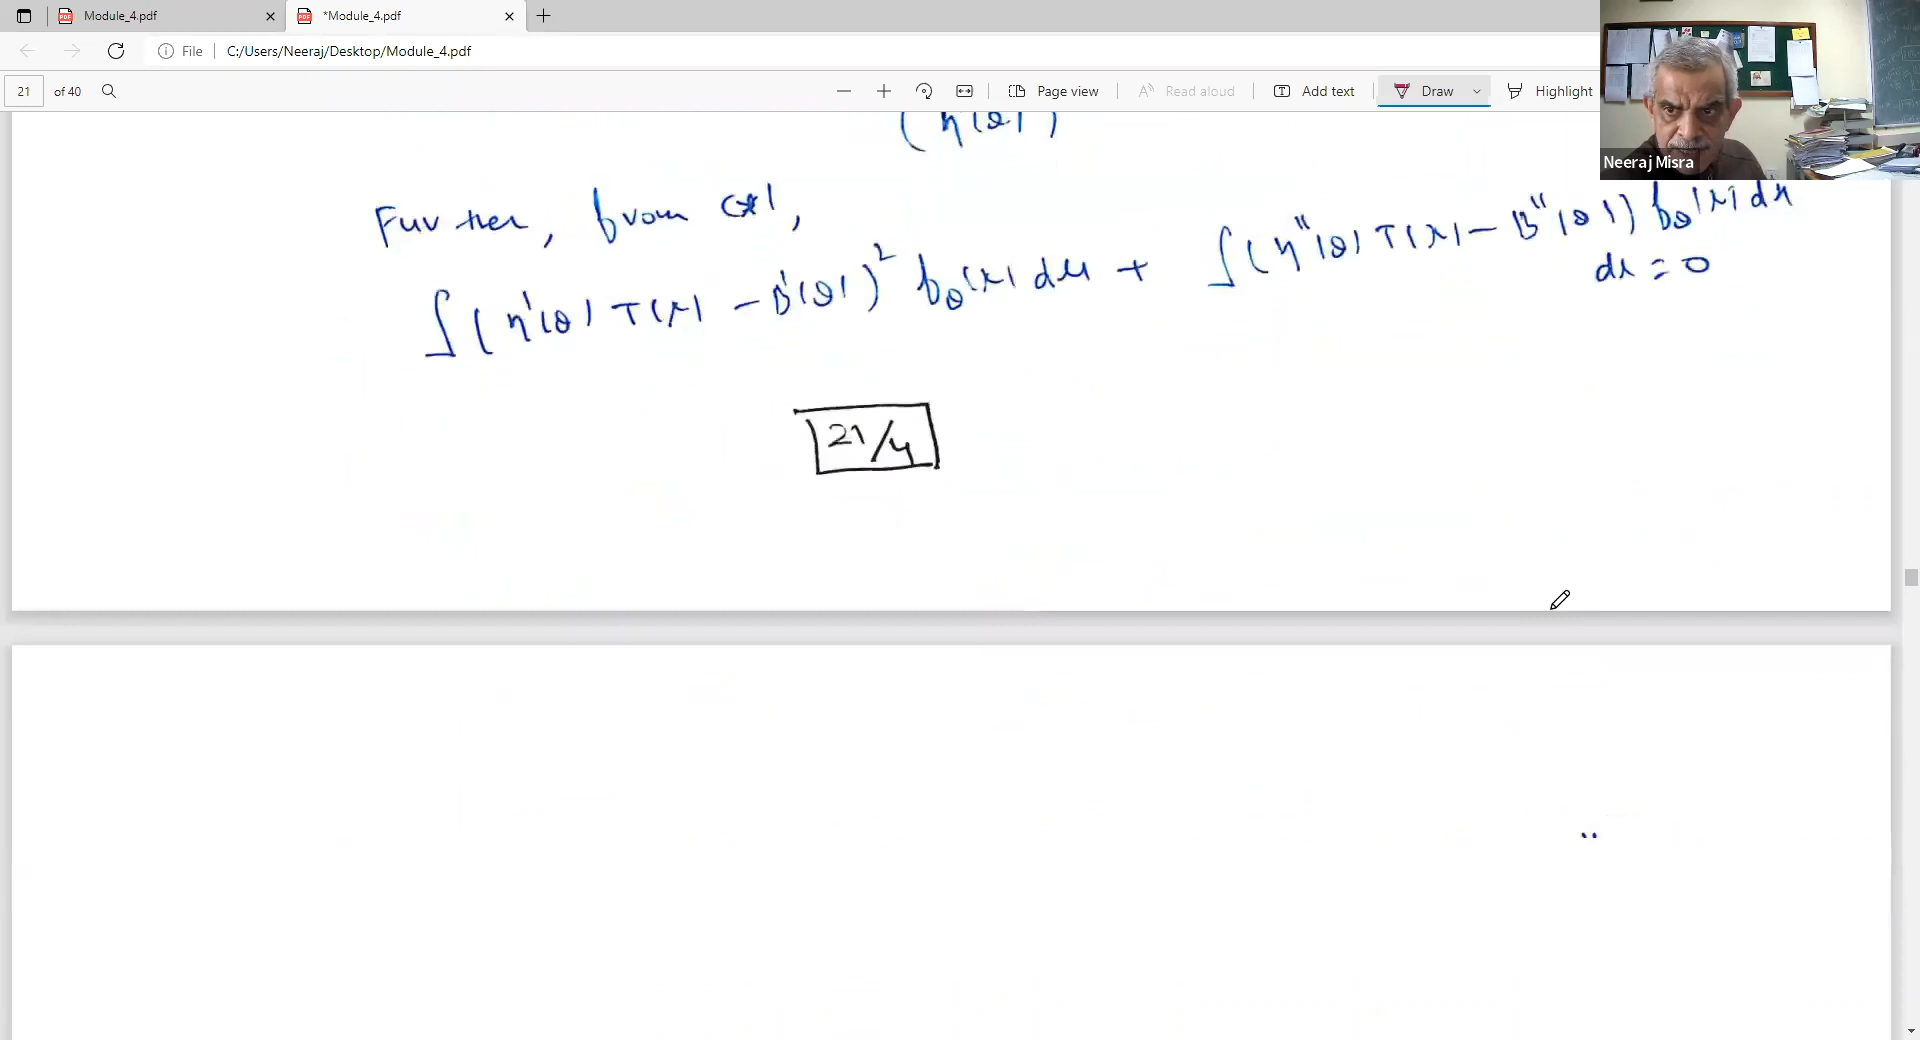 Module_4.pdf
*Module_4.pdf
File C:/Users/Neeraj/Desktop/Module_4.pdf
21 of 40 Page view Read aloud Add text Draw Highlight
Neeraj Misra
(η(θ))
Further, from (*),
∫(η'(θ) T(x) - B'(θ))² f_θ(x) dx + ∫(η''(θ) T(x) - B''(θ)) f_θ(x) dx
dx = 0
21/4